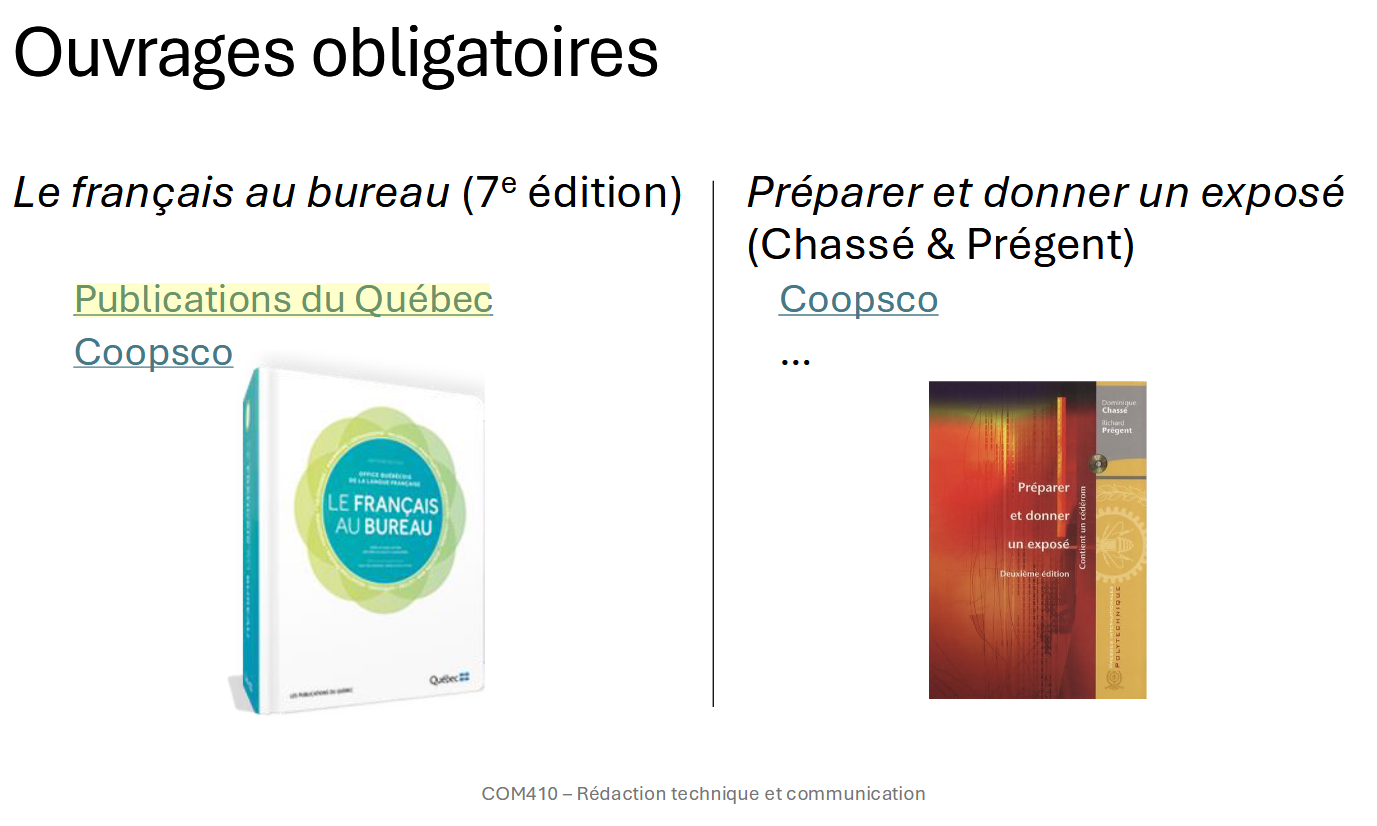 Ouvrages obligatoires
Le français au bureau (7e édition)
Publications du Québec
Coopsco
OFFICE QUÉBÉCOIS
DE LA LANGUE FRANÇAISE
LE FRANÇAIS
AU BUREAU
Québec
LES PUBLICATIONS DU QUÉBEC
Préparer et donner un exposé
(Chassé & Prégent)
Coopsco
...
Dominique
Chassé
Richard
Prégent
Préparer
et donner
un exposé
Deuxième édition
Contient un cédérom
POLYTECHNIQUE
COM410 – Rédaction technique et communication